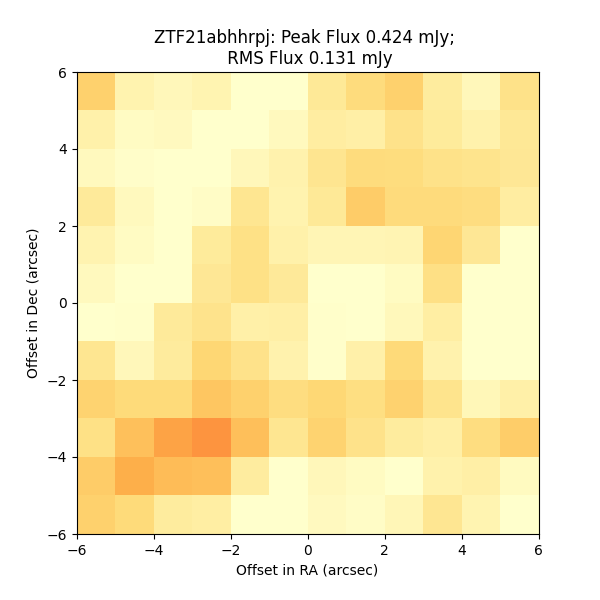 ZTF21abhhrpj: Peak Flux 0.424 mJy;
RMS Flux 0.131 mJy
6
4
2
0
−2
−4
−6
Offset in Dec (arcsec)
−6 −4 −2 0 2 4 6
Offset in RA (arcsec)